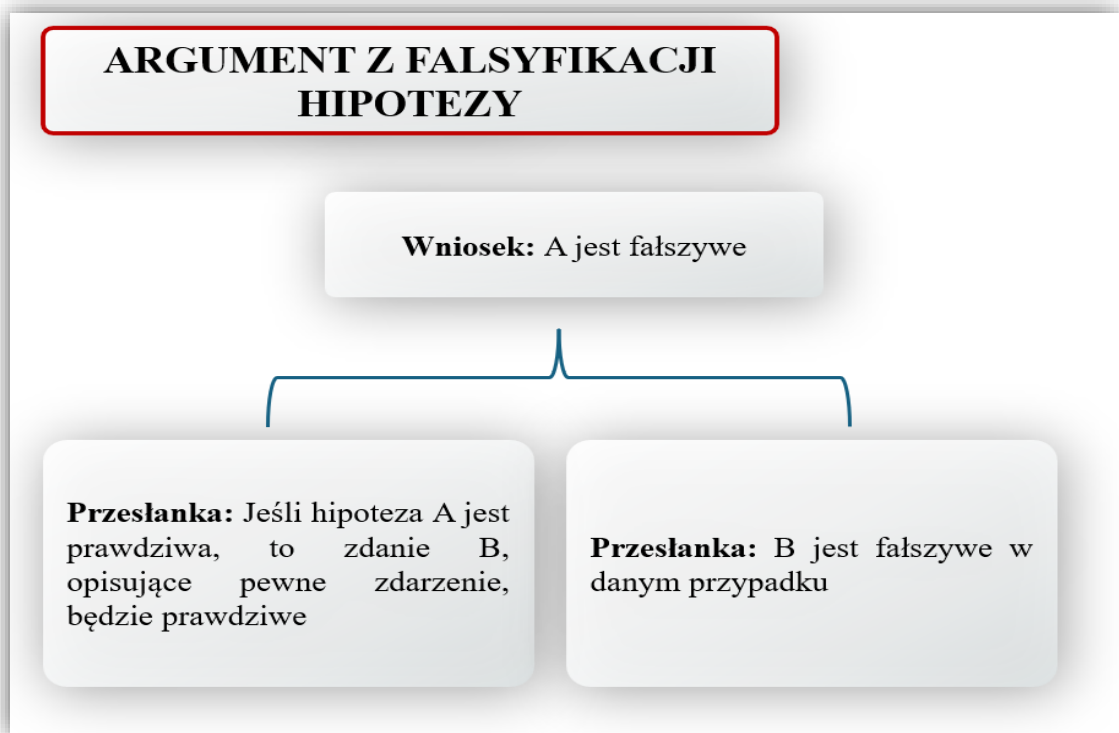 ARGUMENT Z FALSYFIKACJI
HIPOTEZY
Wniosek: A jest fałszywe
Przesłanka: Jeśli hipoteza A jest
prawdziwa, to zdanie B,
opisujące pewne zdarzenie,
będzie prawdziwe
Przesłanka: B jest fałszywe w
danym przypadku